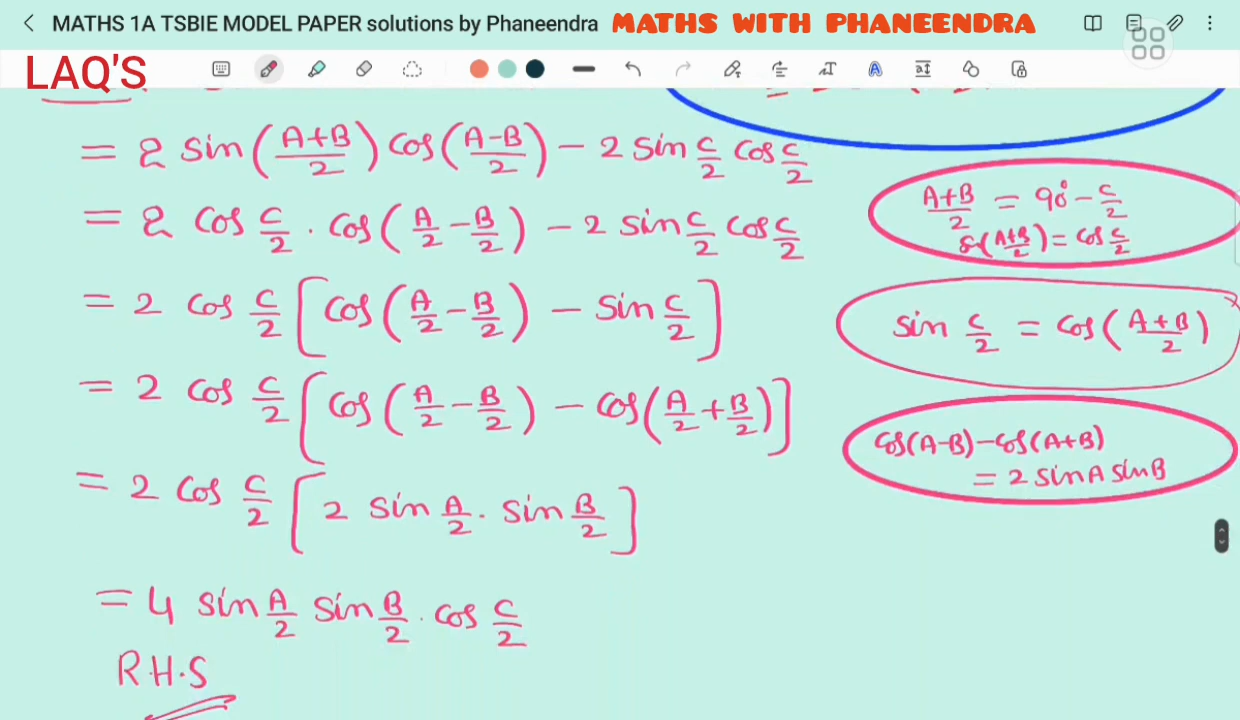 MATHS 1A TSBIE MODEL PAPER solutions by Phaneendra MATHS WITH PHANEENDRA
LAQ'S
= 2 sin(A+B/2) cos(A-B/2) - 2 sin C/2 cos C/2
= 2 cos C/2 . cos(A/2 - B/2) - 2 sin C/2 cos C/2
= 2 cos C/2 [cos(A/2 - B/2) - sin C/2]
= 2 cos C/2 [cos(A/2 - B/2) - cos(A/2 + B/2)]
= 2 cos C/2 [2 sin A/2 . sin B/2]
= 4 sin A/2 sin B/2 . cos C/2
R.H.S
A+B/2 = 90° - C/2
s(A+B/2) = cos C/2
sin C/2 = cos(A+B/2)
cos(A-B)-cos(A+B)
= 2 sinA sinB